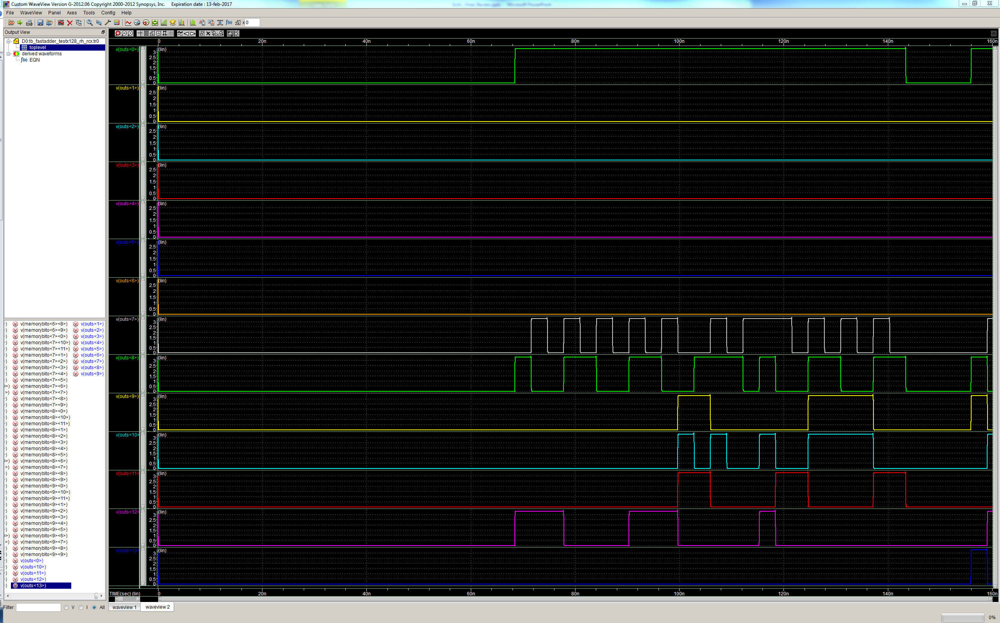 Custom WaveView Version G-2012.06 Copyright 2000-2012 Synopsys, Inc. Expiration date : 13-feb-2017
File WaveView Panel Axes Tools Config Help
x 0
Output View
D0:tb_fastadder_testx128_rh_rcx.tr0
toplevel
derived waveforms
f(x) EQN
v(memorybito<6><8>) v(outs<1>)
v(memorybito<6><9>) v(outs<2>)
v(memorybito<7><0>) v(outs<3>)
v(memorybito<7><10>) v(outs<4>)
v(memorybito<7><11>) v(outs<5>)
v(memorybito<7><1>) v(outs<6>)
v(memorybito<7><2>) v(outs<7>)
v(memorybito<7><3>) v(outs<8>)
v(memorybito<7><4>) v(outs<9>)
v(memorybito<7><5>)
v(memorybito<7><6>)
v(memorybito<7><7>)
v(memorybito<7><8>)
v(memorybito<7><9>)
v(memorybito<8><0>)
v(memorybito<8><10>)
v(memorybito<8><11>)
v(memorybito<8><1>)
v(memorybito<8><2>)
v(memorybito<8><3>)
v(memorybito<8><4>)
v(memorybito<8><5>)
v(memorybito<8><6>)
v(memorybito<8><7>)
v(memorybito<8><8>)
v(memorybito<8><9>)
v(memorybito<9><0>)
v(memorybito<9><10>)
v(memorybito<9><11>)
v(memorybito<9><1>)
v(memorybito<9><2>)
v(memorybito<9><3>)
v(memorybito<9><4>)
v(memorybito<9><5>)
v(memorybito<9><6>)
v(memorybito<9><7>)
v(memorybito<9><8>)
v(memorybito<9><9>)
v(outs<0>)
v(outs<10>)
v(outs<11>)
v(outs<12>)
v(outs<13>)
Filter V I All
0 20n 40n 60n 80n 100n 120n 140n 160n
v(outs<0>) (lin)
3
2.5
2
1.5
1
0.5
0
v(outs<1>) (lin)
2.5
2
1.5
1
0.5
0
v(outs<2>) (lin)
2.5
2
1.5
1
0.5
0
v(outs<3>) (lin)
2.5
2
1.5
1
0.5
0
v(outs<4>) (lin)
2.5
2
1.5
1
0.5
0
v(outs<5>) (lin)
2.5
2
1.5
1
0.5
0
v(outs<6>) (lin)
2.5
2
1.5
1
0.5
0
v(outs<7>) (lin)
3
2.5
2
1.5
1
0.5
0
v(outs<8>) (lin)
3
2.5
2
1.5
1
0.5
0
v(outs<9>) (lin)
3
2.5
2
1.5
1
0.5
0
v(outs<10> (lin)
3
2.5
2
1.5
1
0.5
0
v(outs<11> (lin)
3
2.5
2
1.5
1
0.5
0
v(outs<12> (lin)
3
2.5
2
1.5
1
0.5
0
v(outs<13> (lin)
3
2.5
2
1.5
1
0.5
0
TIME(sec) (lin) 0 20n 40n 60n 80n 100n 120n 140n 160n
waveview 1 waveview 2
0%